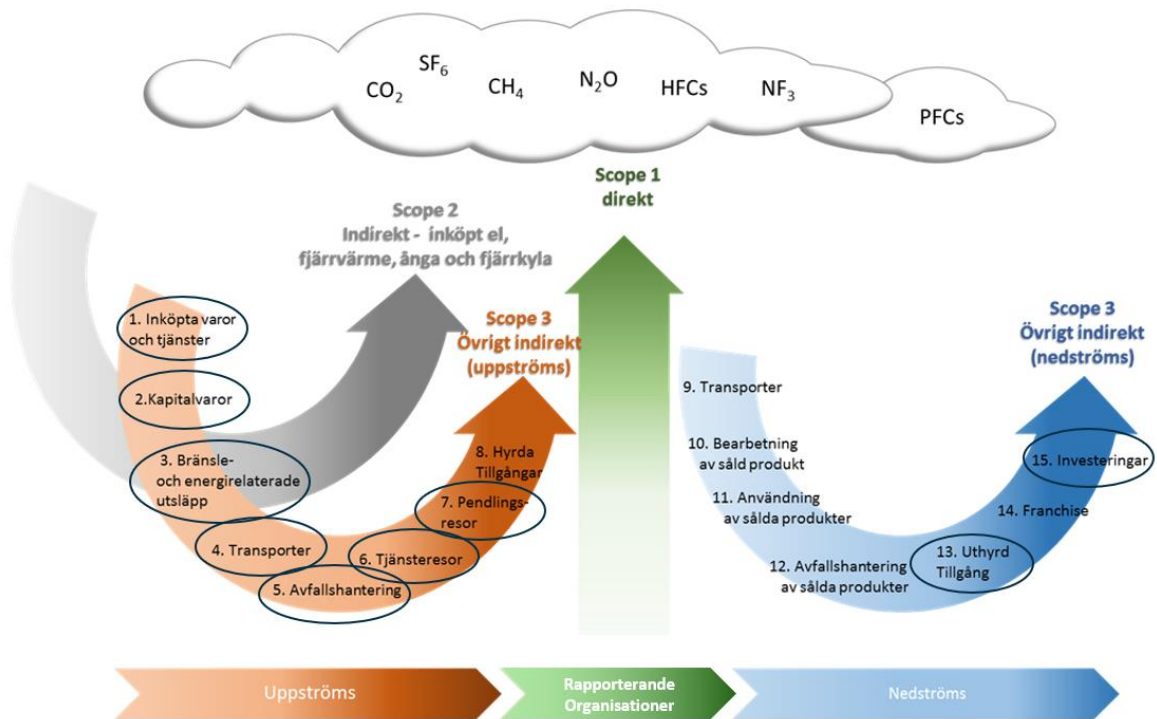 SF₆
CO₂
CH₄
N₂O
HFCs
NF₃
PFCs
Scope 1
direkt
Scope 2
Indirekt - inköpt el,
fjärrvärme, ånga och fjärrkyla
Scope 3
Övrigt indirekt
(uppströms)
Scope 3
Övrigt indirekt
(nedströms)
1. Inköpta varor
och tjänster
2.Kapitalvaror
3. Bränsle-
och energirelaterade
utsläpp
4. Transporter
5. Avfallshantering
6. Tjänsteresor
7. Pendlings-
resor
8. Hyrda
Tillgångar
9. Transporter
10. Bearbetning
av såld produkt
11. Användning
av sålda produkter
12. Avfallshantering
av sålda produkter
13. Uthyrd
Tillgång
14. Franchise
15. Investeringar
Uppströms
Rapporterande
Organisationer
Nedströms